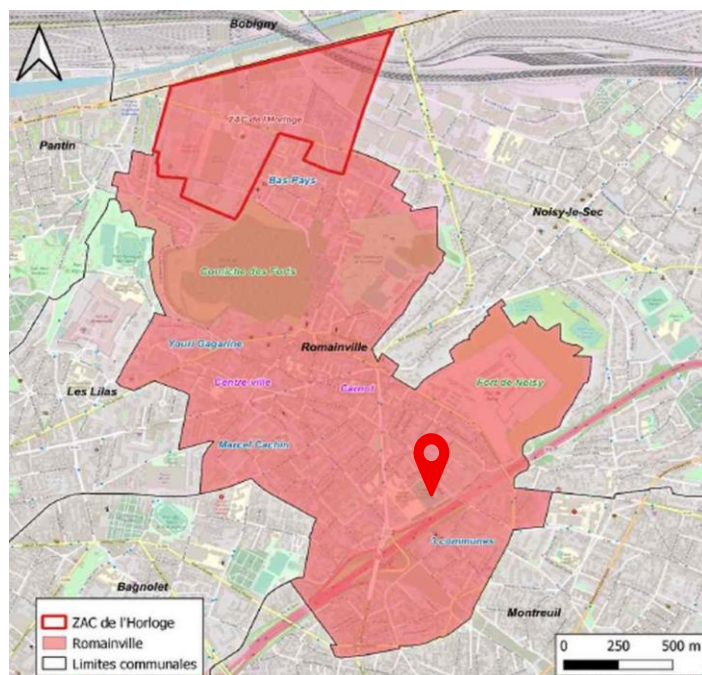 Bobigny
ZAC de l'Horloge
Pantin
Bas-Pays
Noisy-le-Sec
Corniche des Forts
Youri Gagarine
Romainville
Les Lilas
Centre-ville
Carnot
Fort de Noisy
Marcel Cachin
3 communes
Bagnolet
Montreuil
ZAC de l'Horloge
Romainville
Limites communales
0 250 500 m